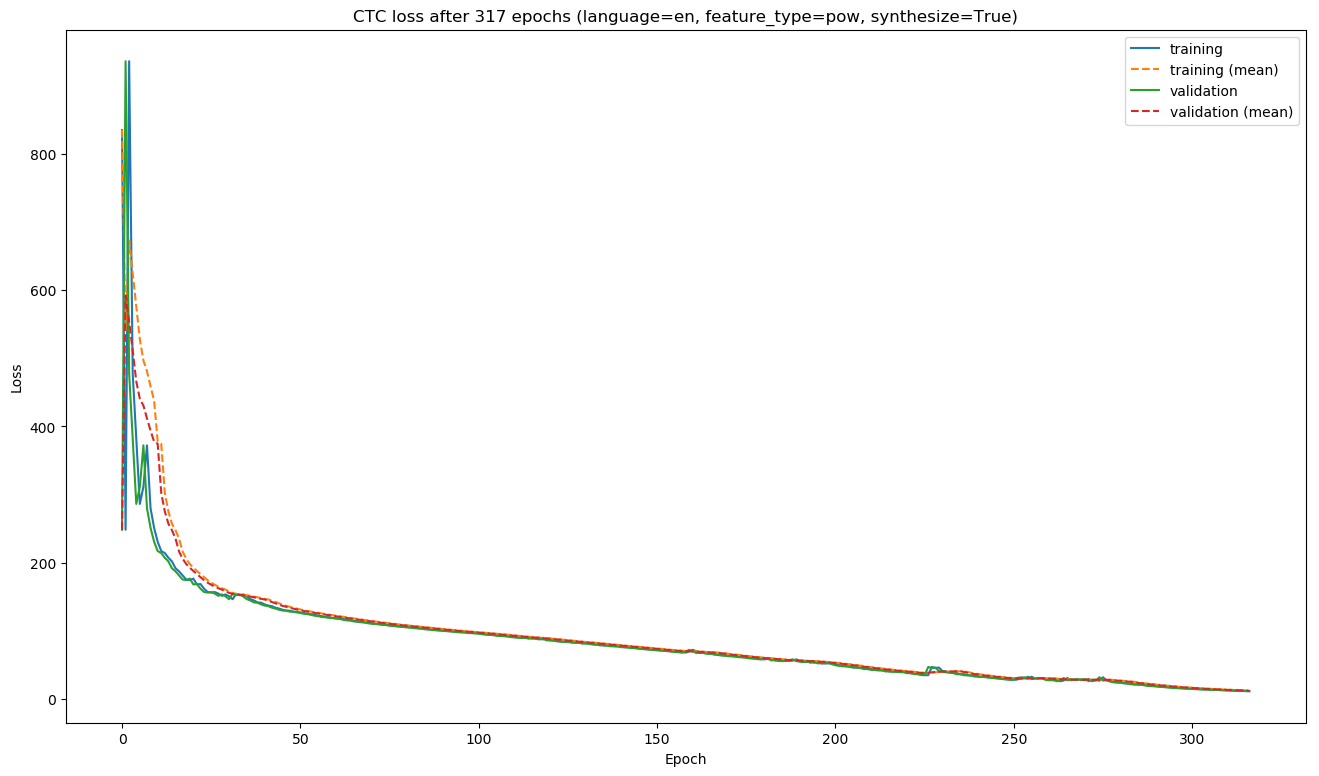 CTC loss after 317 epochs (language=en, feature_type=pow, synthesize=True)
training
training (mean)
validation
validation (mean)
Loss
800
600
400
200
0
0 50 100 150 200 250 300
Epoch